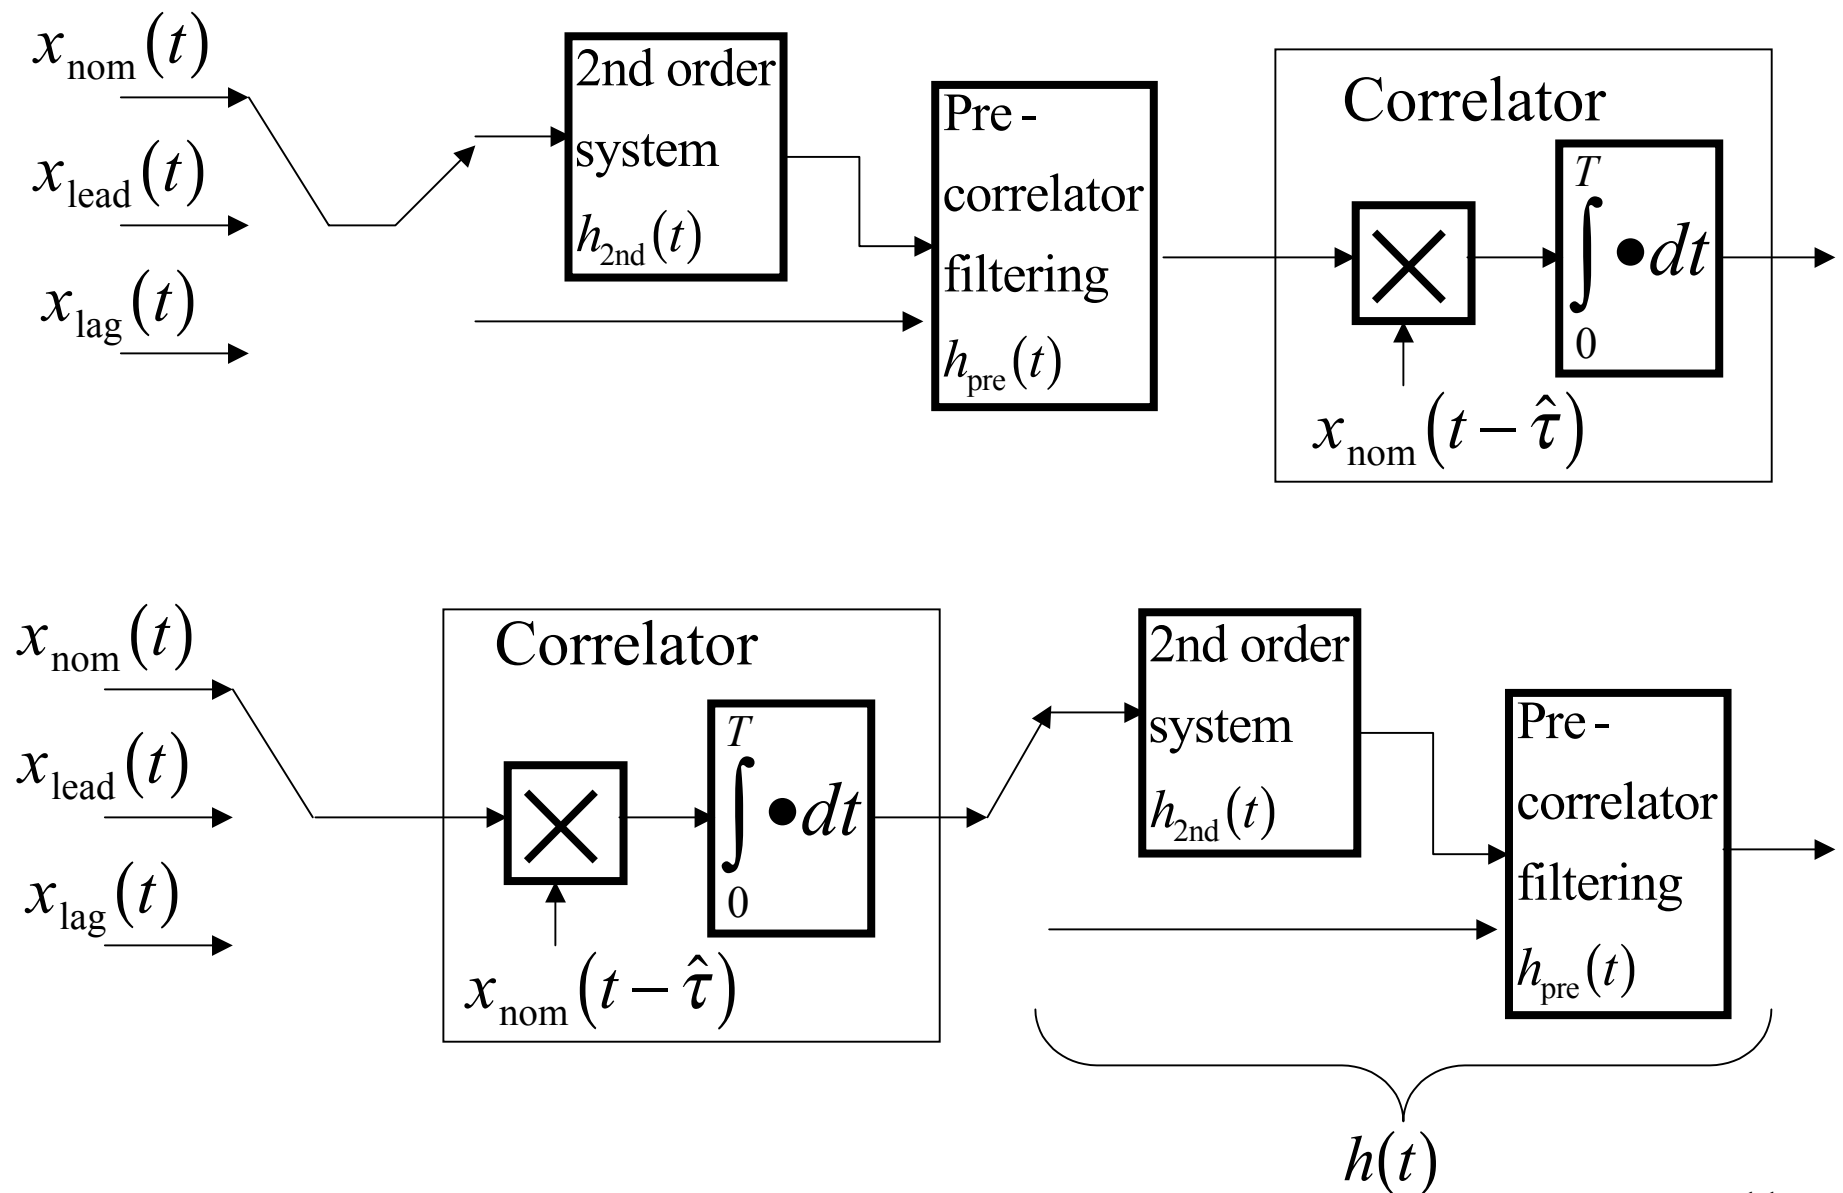 x_nom(t)
x_lead(t)
x_lag(t)
2nd order
system
h_2nd(t)
Pre-
correlator
filtering
h_pre(t)
Correlator
×
T
∫ •dt
0
x_nom(t − τ̂)
x_nom(t)
x_lead(t)
x_lag(t)
Correlator
×
T
∫ •dt
0
x_nom(t − τ̂)
2nd order
system
h_2nd(t)
Pre-
correlator
filtering
h_pre(t)
h(t)